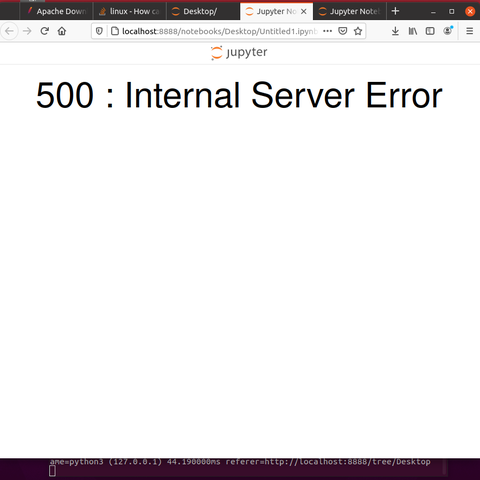 Apache Down
linux - How ca
Desktop/
Jupyter No
Jupyter Note
localhost:8888/notebooks/Desktop/Untitled1.ipynb
jupyter
500 : Internal Server Error
ame=python3 (127.0.0.1) 44.190000ms referer=http://localhost:8888/tree/Desktop